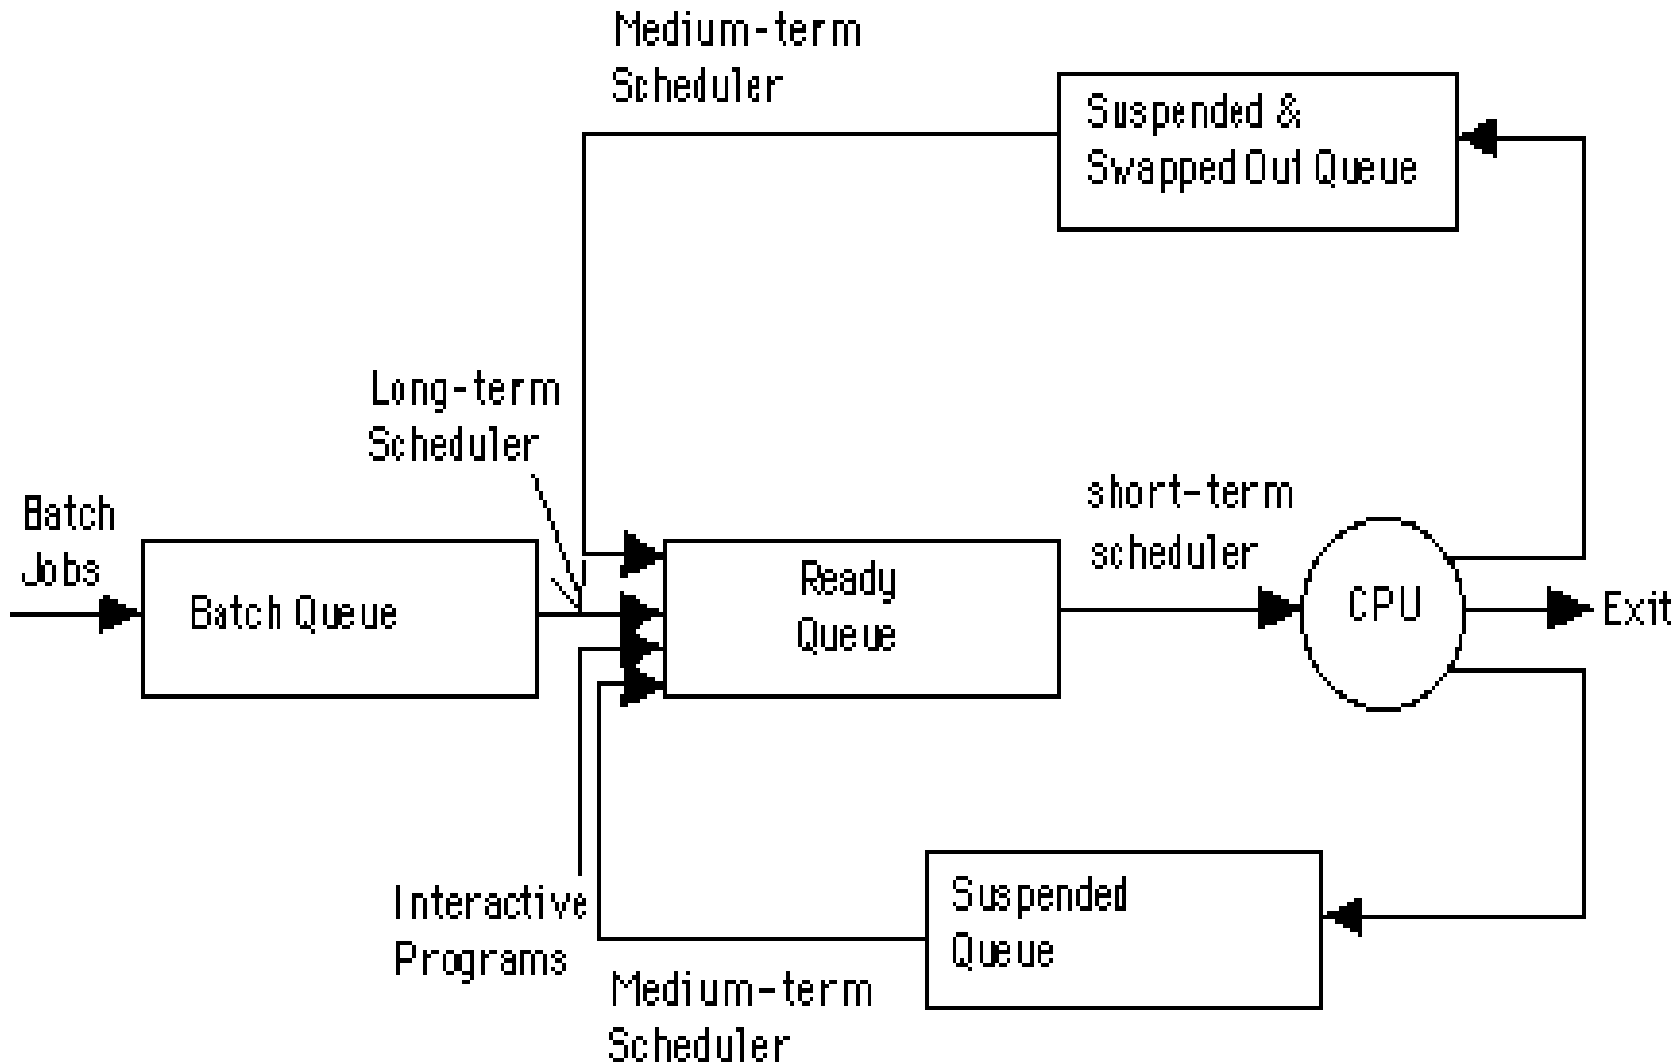 Medium-term
Scheduler
Suspended &
Swapped Out Queue
Long-term
Scheduler
Batch
Jobs
Batch Queue
Ready
Queue
short-term
scheduler
CPU
Exit
Interactive
Programs
Suspended
Queue
Medium-term
Scheduler